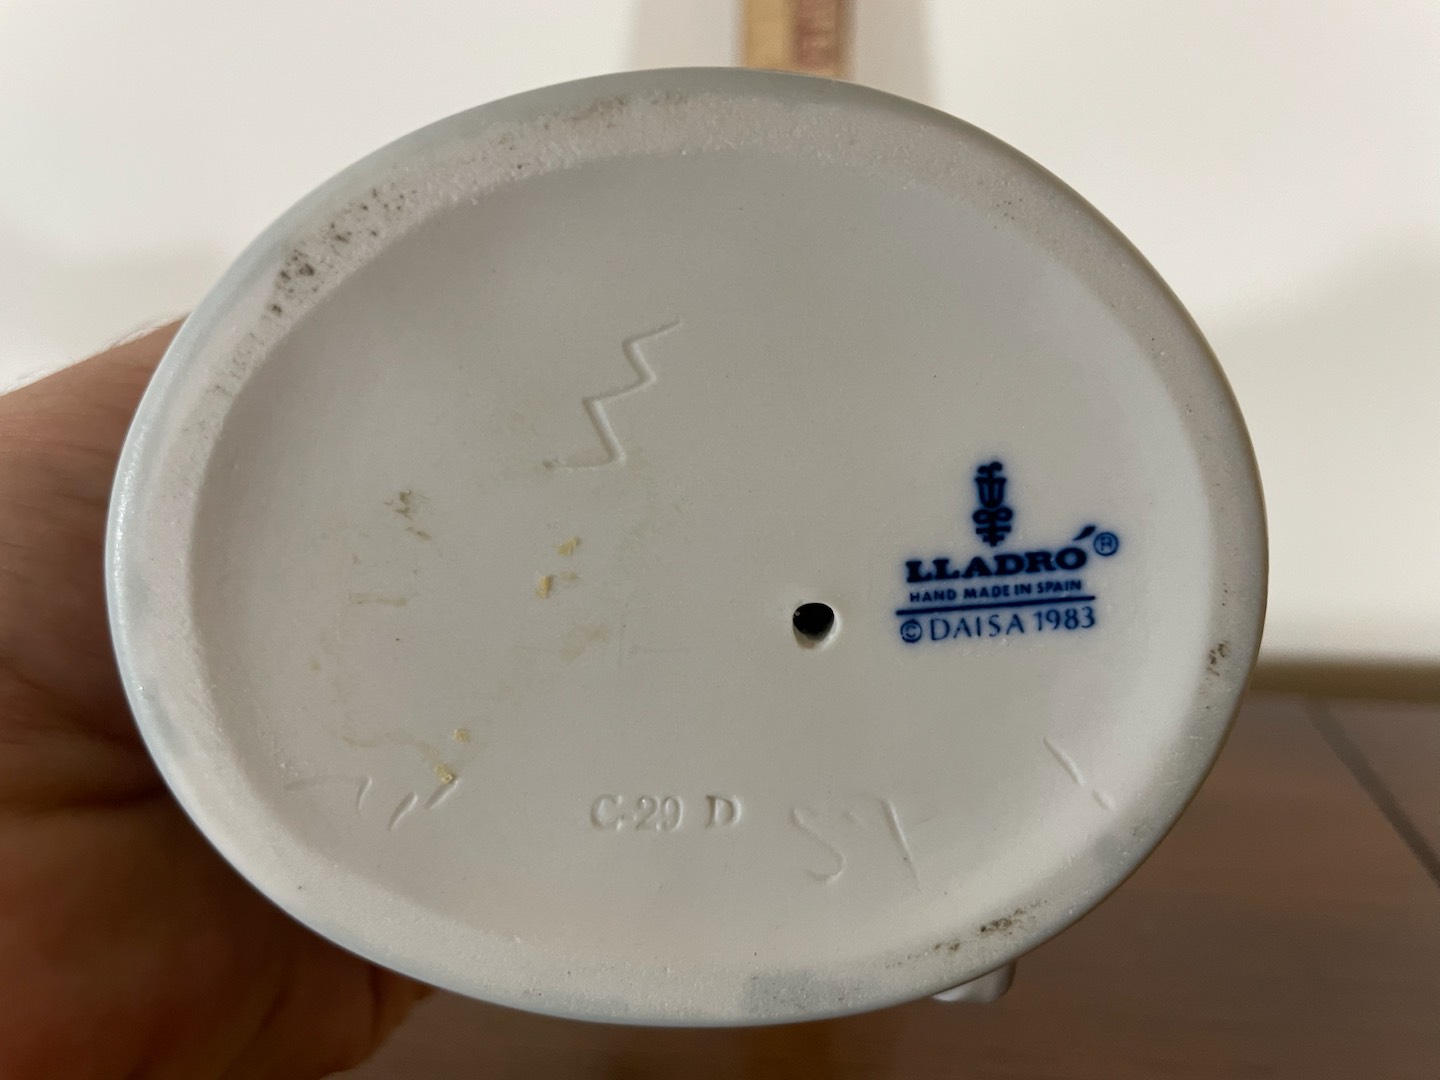 LLADRÓ®
HAND MADE IN SPAIN
© DAISA 1983
C-29 D